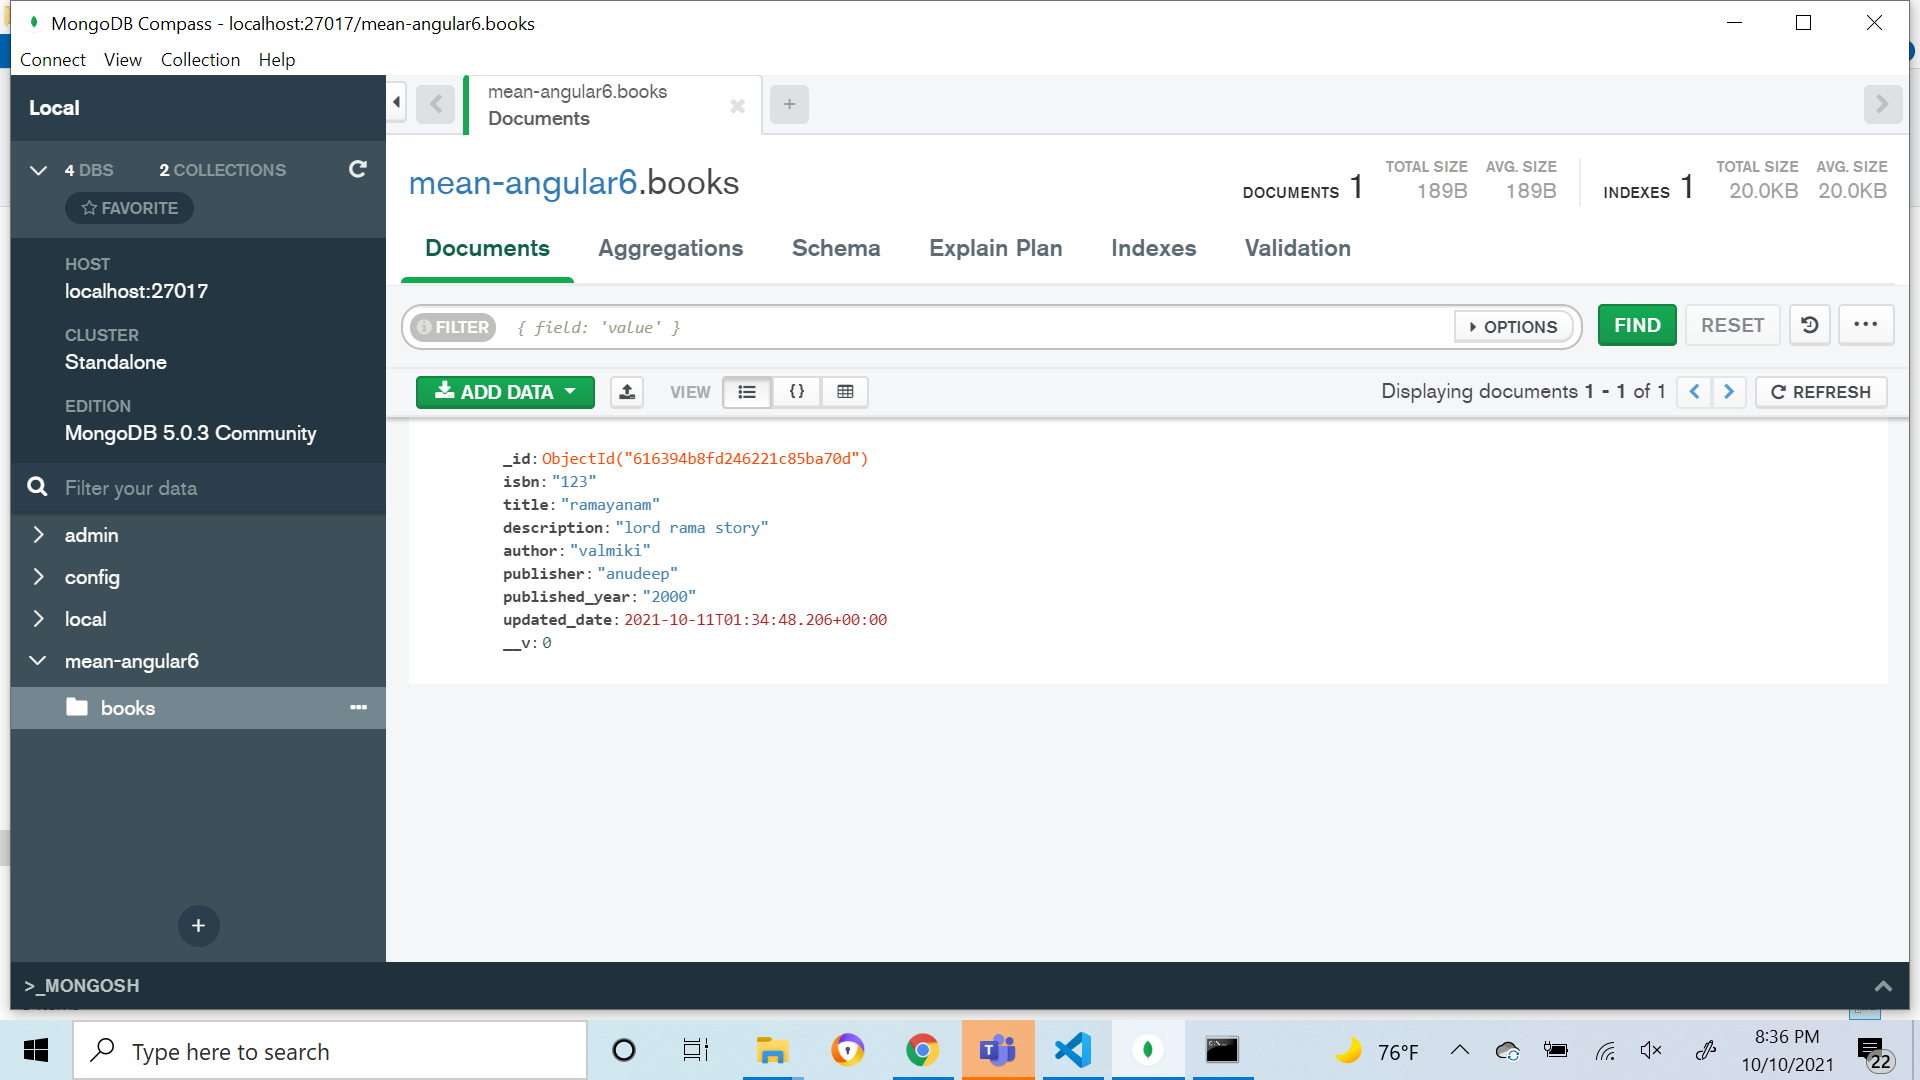 MongoDB Compass - localhost:27017/mean-angular6.books
Connect View Collection Help
Local
mean-angular6.books
Documents
+
4 DBS 2 COLLECTIONS
FAVORITE
HOST
localhost:27017
CLUSTER
Standalone
EDITION
MongoDB 5.0.3 Community
Filter your data
admin
config
local
mean-angular6
books
+
mean-angular6.books
DOCUMENTS 1 TOTAL SIZE 189B AVG. SIZE 189B INDEXES 1 TOTAL SIZE 20.0KB AVG. SIZE 20.0KB
Documents Aggregations Schema Explain Plan Indexes Validation
FILTER { field: 'value' } OPTIONS FIND RESET
ADD DATA VIEW {} Displaying documents 1 - 1 of 1 REFRESH
_id: ObjectId("616394b8fd246221c85ba70d")
isbn: "123"
title: "ramayanam"
description: "lord rama story"
author: "valmiki"
publisher: "anudeep"
published_year: "2000"
updated_date: 2021-10-11T01:34:48.206+00:00
__v: 0
>_MONGOSH
Type here to search
76°F
8:36 PM
10/10/2021
22